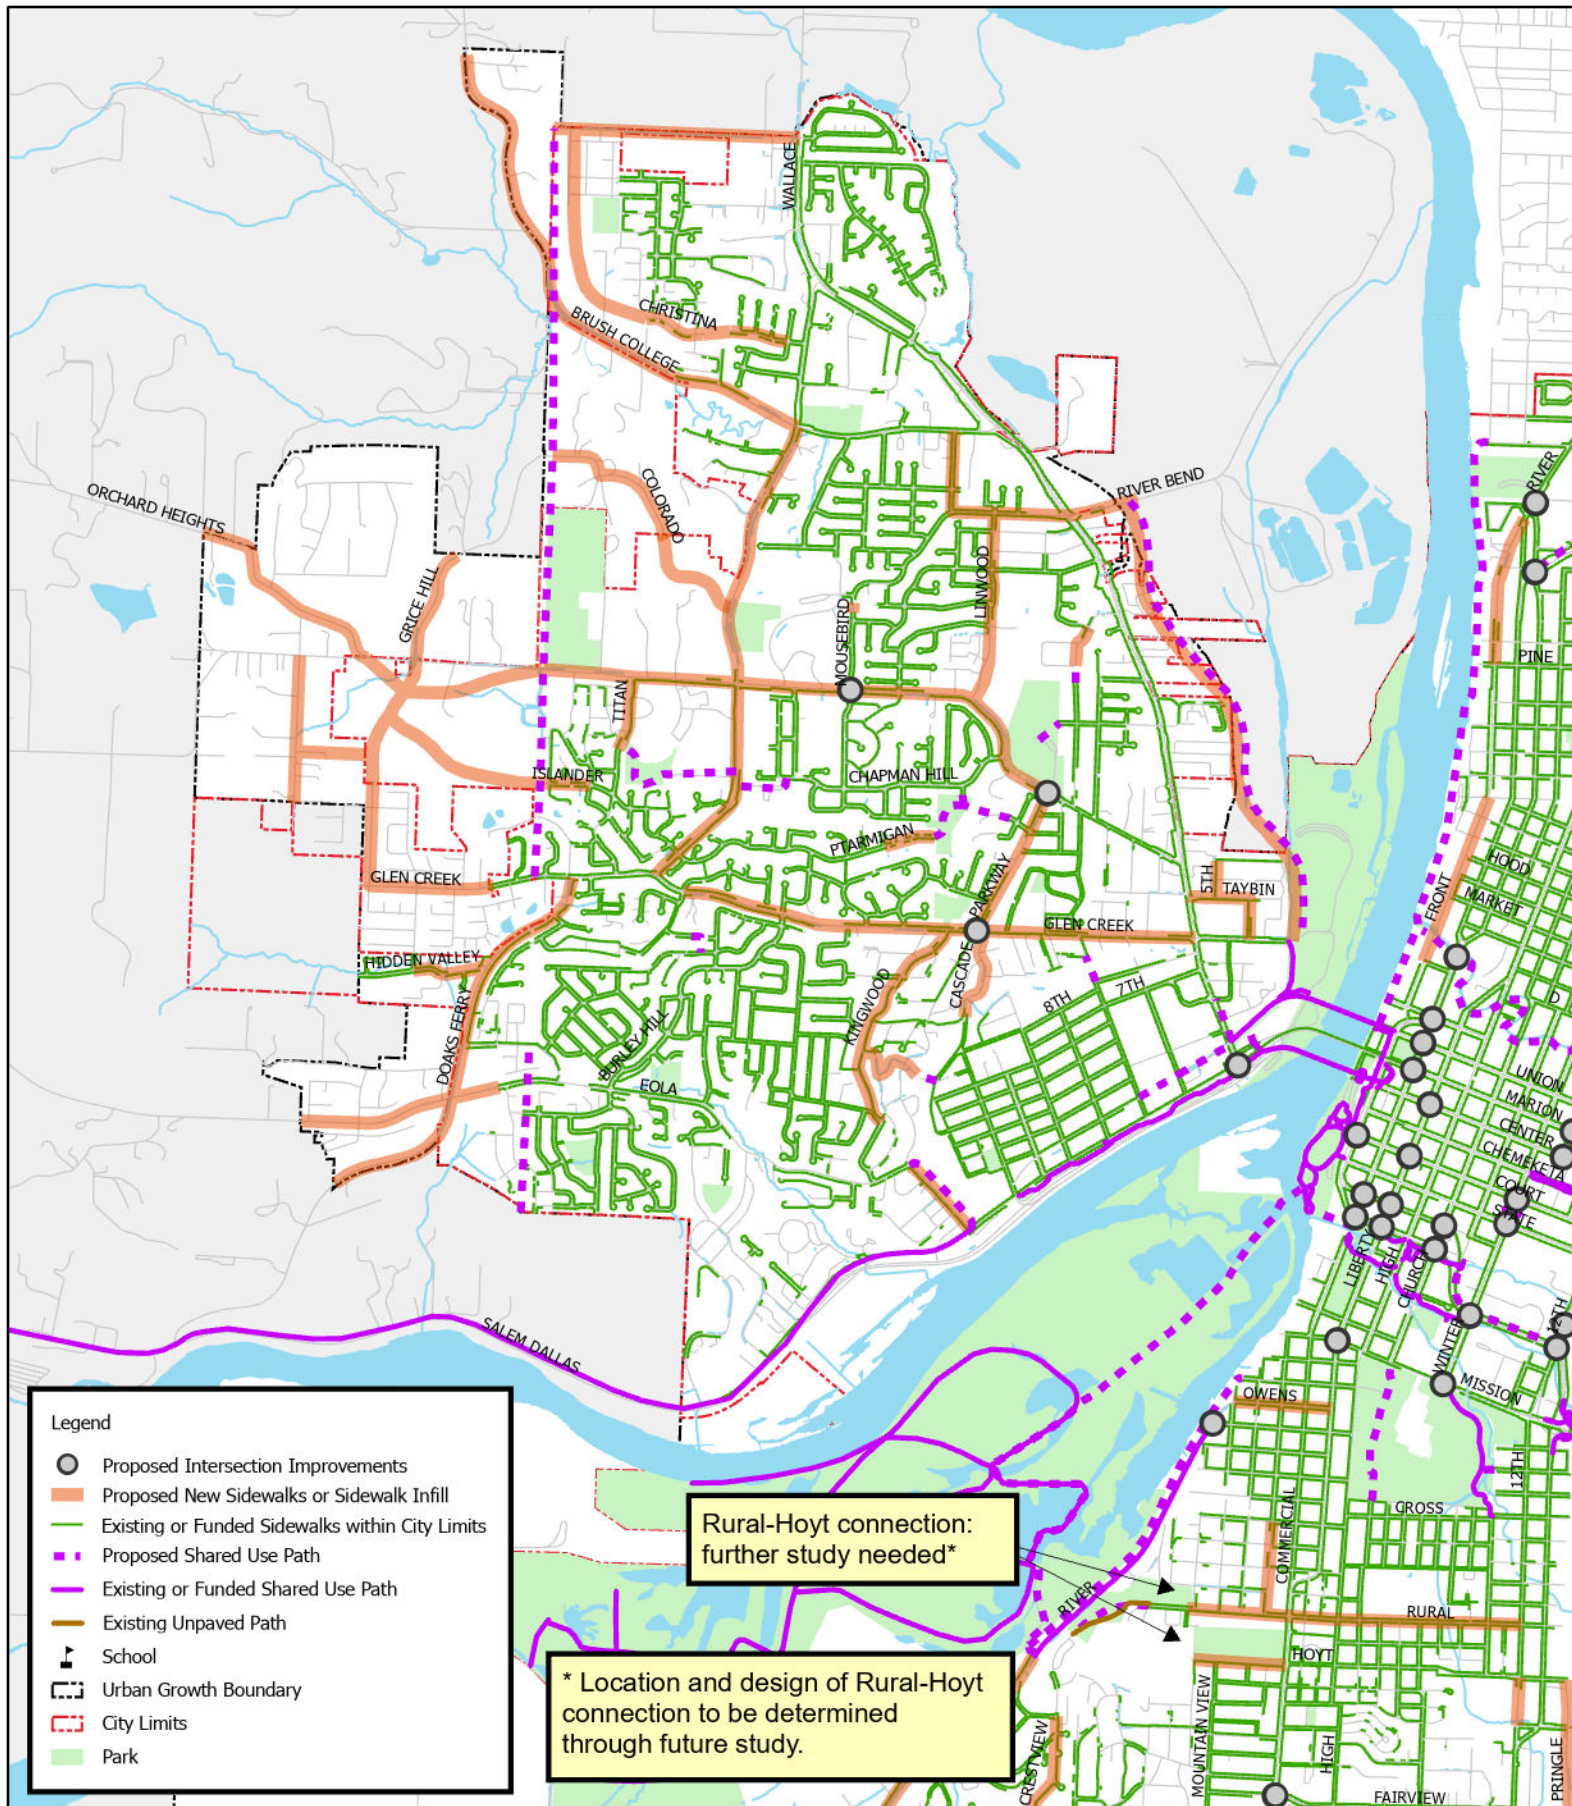 WALLACE
CHRISTINA
BRUSH COLLEGE
RIVER
ORCHARD HEIGHTS
COLORADO
RIVER BEND
GRICE HILL
LINWOOD
MOUSEBIRD
PINE
TITAN
ISLANDER
CHAPMAN HILL
PTARMIGAN
HOOD
GLEN CREEK
PARKWAY
5TH
TAYBIN
FRONT
MARKET
GLEN CREEK
HIDDEN VALLEY
CASCADE
KINGWOOD
8TH
7TH
D
DOAKS FERRY
BURLEY HILL
EOLA
UNION
MARION
CENTER
CHEMEKETA
COURT
STATE
LIBERTY
HIGH
CHURCH
SALEM DALLAS
WINTER
12TH
MISSION
OWENS
12TH
CROSS
COMMERCIAL
RIVER
RURAL
HOYT
MOUNTAIN VIEW
CRESTVIEW
HIGH
PRINGLE
FAIRVIEW
Legend
Proposed Intersection Improvements
Proposed New Sidewalks or Sidewalk Infill
Existing or Funded Sidewalks within City Limits
Proposed Shared Use Path
Existing or Funded Shared Use Path
Existing Unpaved Path
School
Urban Growth Boundary
City Limits
Park
Rural-Hoyt connection:
further study needed*
* Location and design of Rural-Hoyt
connection to be determined
through future study.